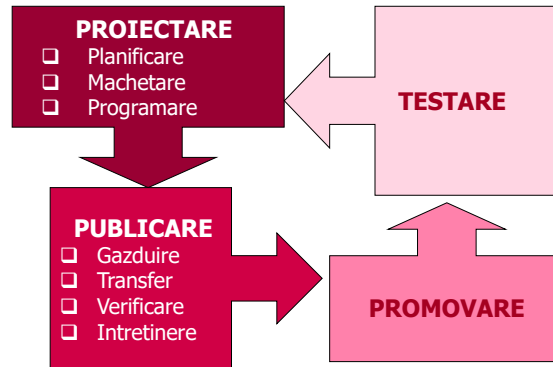 PROIECTARE
❑ Planificare
❑ Machetare
❑ Programare
TESTARE
PUBLICARE
❑ Gazduire
❑ Transfer
❑ Verificare
❑ Intretinere
PROMOVARE